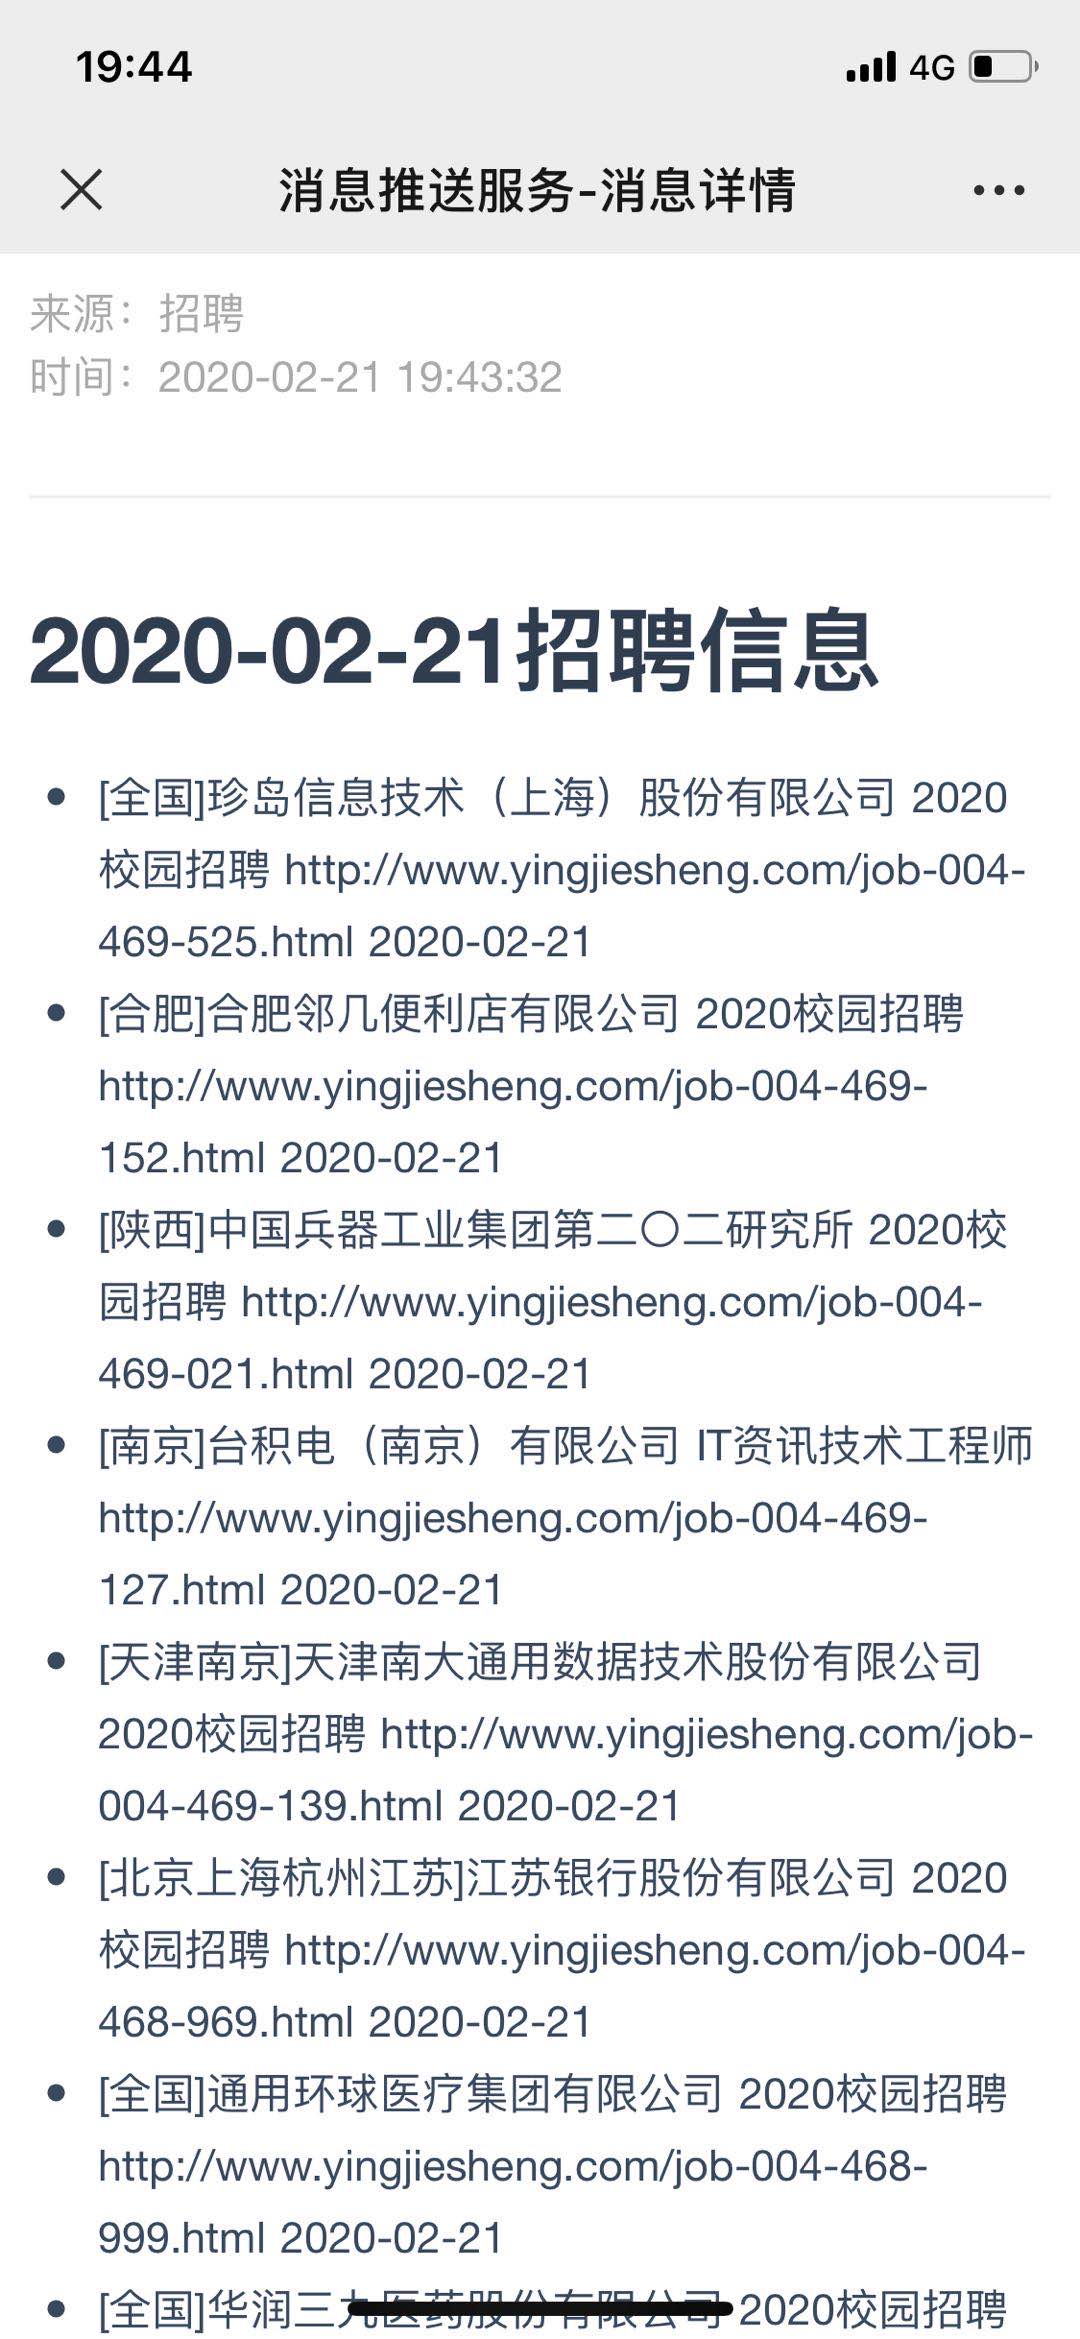 19:44
4G
消息推送服务-消息详情
来源：招聘
时间：2020-02-21 19:43:32
2020-02-21招聘信息
[全国]珍岛信息技术（上海）股份有限公司 2020
校园招聘 http://www.yingjiesheng.com/job-004-
469-525.html 2020-02-21
[合肥]合肥邻几便利店有限公司 2020校园招聘
http://www.yingjiesheng.com/job-004-469-
152.html 2020-02-21
[陕西]中国兵器工业集团第二〇二研究所 2020校
园招聘 http://www.yingjiesheng.com/job-004-
469-021.html 2020-02-21
[南京]台积电（南京）有限公司 IT资讯技术工程师
http://www.yingjiesheng.com/job-004-469-
127.html 2020-02-21
[天津南京]天津南大通用数据技术股份有限公司
2020校园招聘 http://www.yingjiesheng.com/job-
004-469-139.html 2020-02-21
[北京上海杭州江苏]江苏银行股份有限公司 2020
校园招聘 http://www.yingjiesheng.com/job-004-
468-969.html 2020-02-21
[全国]通用环球医疗集团有限公司 2020校园招聘
http://www.yingjiesheng.com/job-004-468-
999.html 2020-02-21
[全国]华润三九医药股份有限公司 2020校园招聘